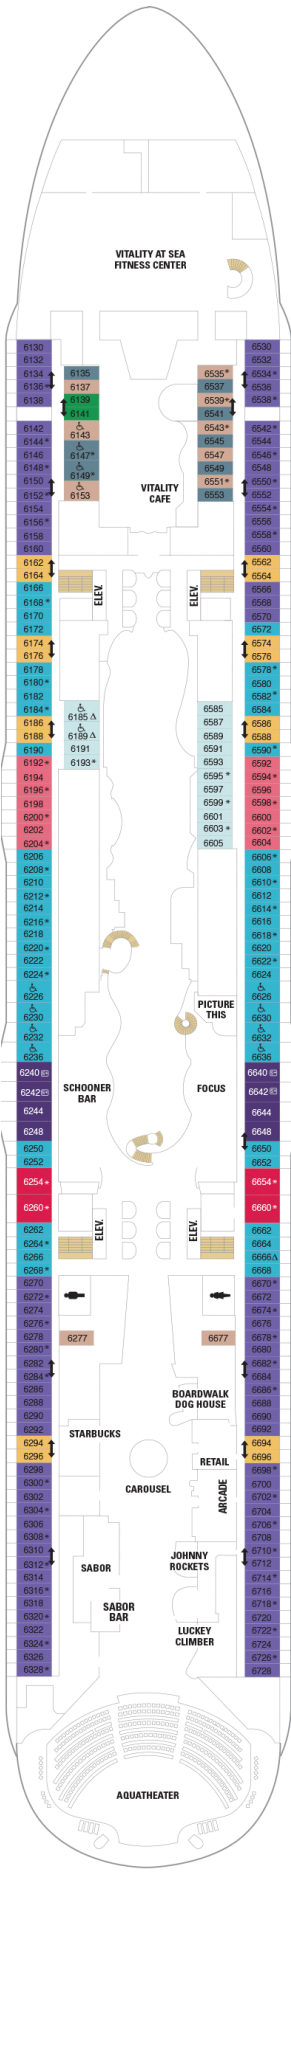 VITALITY AT SEA
FITNESS CENTER
6130 6530
6132 6532
6134 6135 6535* 6534*
6136* 6137 6537 6536
6138 6139 6539* 6538*
6141 6541
6142 6143 6543* 6542*
6144* 6545 6544
6146 6147* 6547 6546*
6148* 6149* 6549 6548
6150 6551* 6550*
6152* 6153 6553 6552
VITALITY
CAFE
6154 6554*
6156* 6556
6158 6558*
6160 6560
6162 6562
6164 6564
ELEV. ELEV.
6166 6566
6168* 6568
6170 6570
6172 6572
6174 6574
6176 6576
6178 6578*
6180* 6580
6182 6582*
6184* 6585 6584
6186 6185Δ 6587 6586
6188 6189Δ 6589 6588
6190 6191 6591 6590*
6192* 6193* 6593 6592
6194 6595* 6594*
6196* 6597 6596
6198 6599* 6598*
6200* 6601 6600
6202 6603* 6602*
6204* 6605 6604
6206 6606*
6208* 6608
6210 6610*
6212* 6612
6214 6614*
6216* 6616
6218 6618*
6220* 6620
6222 6622*
6224* 6624
6226 6626
6230 6630
PICTURE
THIS
6232 6632
6236 6636
6240 6640
6242 6642
SCHOONER
BAR
FOCUS
6244 6644
6248 6648
6250 6650
6252 6652
6254* 6654*
6260* 6660*
ELEV. ELEV.
6262 6662
6264* 6664
6266 6666Δ
6268* 6668
6270 6670*
6272* 6672
6274 6674*
6276* 6676
6278 6277 6677 6678*
6280* 6680
6282 6682*
6284* 6684
6286 6686*
6288 6688
BOARDWALK
DOG HOUSE
6290 6690
6292 6692
STARBUCKS
6294 6694
6296 6696
RETAIL
6298 6698*
6300* 6700
CAROUSEL
ARCADE
6302 6702*
6304* 6704
6306 6706*
6308* 6708
6310 6710*
6312* 6712
JOHNNY
ROCKETS
SABOR
6314 6714*
6316* 6716
6318 6718*
6320* 6720
SABOR
BAR
6322 6722*
6324* 6724
LUCKEY
CLIMBER
6326 6726*
6328* 6728
AQUATHEATER